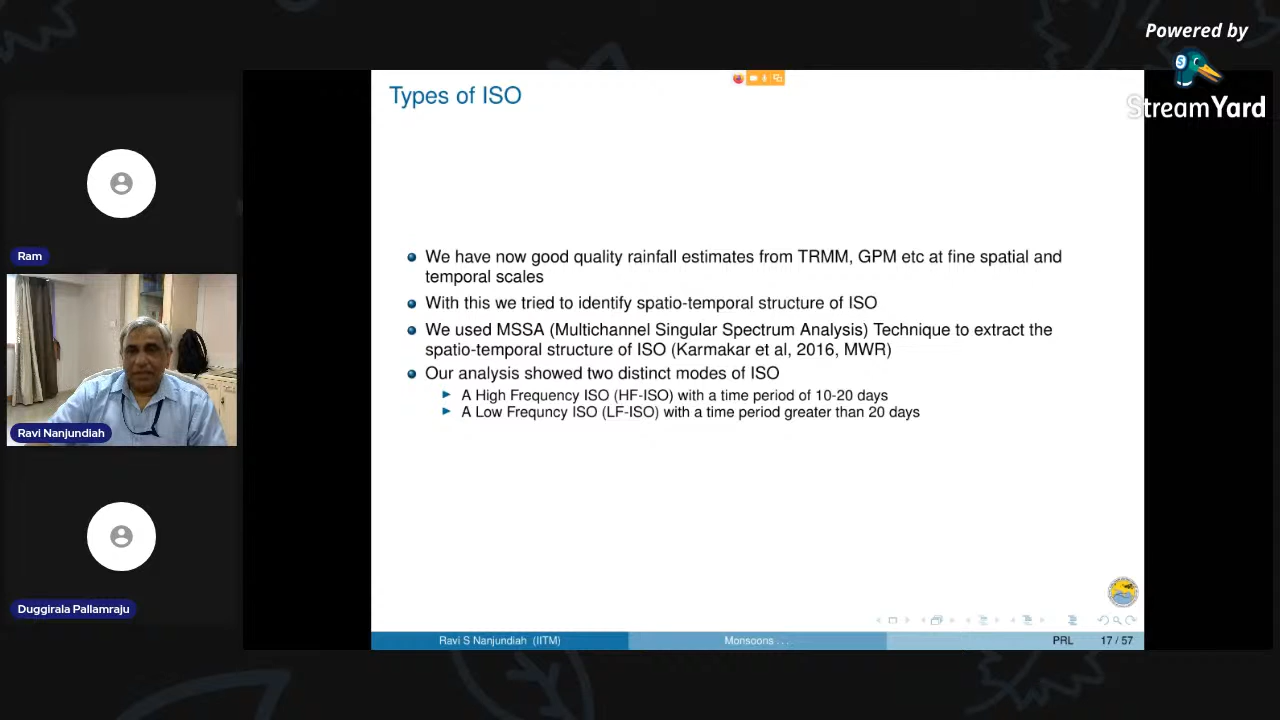 Powered by
StreamYard
Types of ISO
We have now good quality rainfall estimates from TRMM, GPM etc at fine spatial and
temporal scales
With this we tried to identify spatio-temporal structure of ISO
We used MSSA (Multichannel Singular Spectrum Analysis) Technique to extract the
spatio-temporal structure of ISO (Karmakar et al, 2016, MWR)
Our analysis showed two distinct modes of ISO
A High Frequency ISO (HF-ISO) with a time period of 10-20 days
A Low Frequncy ISO (LF-ISO) with a time period greater than 20 days
Ram
Ravi Nanjundiah
Duggirala Pallamraju
Ravi S Nanjundiah (IITM)
Monsoons ...
PRL
17 / 57